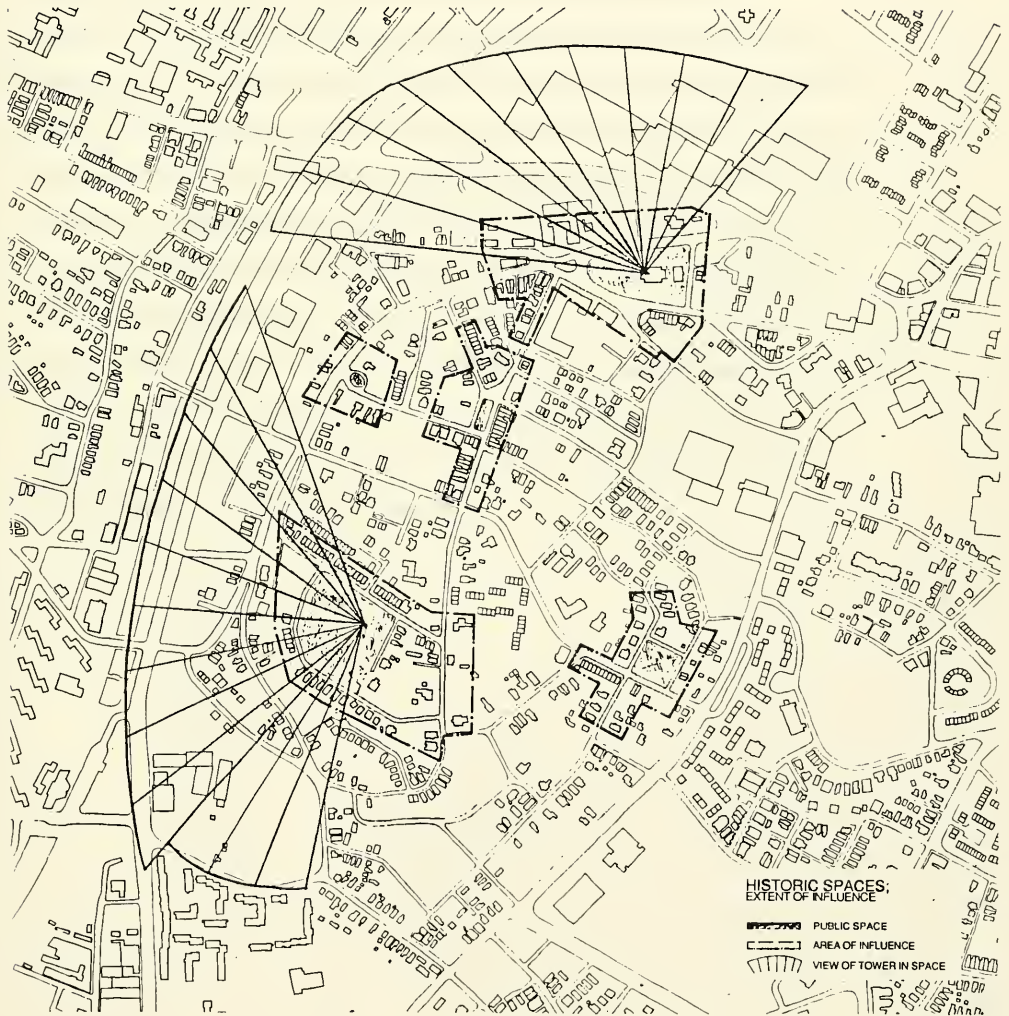 HISTORIC SPACES;
EXTENT OF INFLUENCE
PUBLIC SPACE
AREA OF INFLUENCE
VIEW OF TOWER IN SPACE